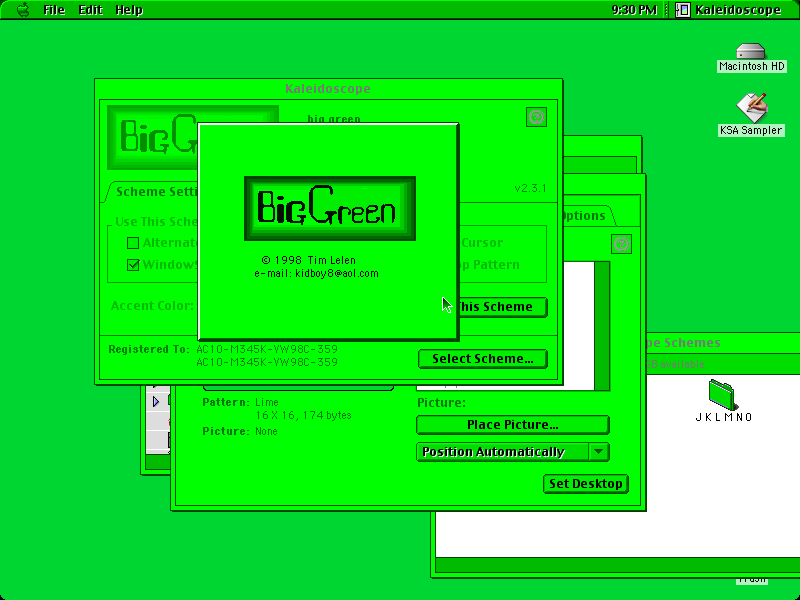 File Edit Help
9:30 PM
Kaleidoscope
Macintosh HD
KSA Sampler
Kaleidoscope
BigG
big green
v2.3.1
Scheme Setti
ptions
Use This Sche
Alternat
Cursor
Windows
p Pattern
Accent Color:
This Scheme
Registered To: AC10-M345K-YW98C-359
AC10-M345K-YW98C-359
Select Scheme...
BigGreen
© 1998 Tim Lelen
e-mail: kidboy8@aol.com
pe Schemes
Pattern: Lime
16 X 16, 174 bytes
Picture: None
Picture:
Place Picture...
Position Automatically
Set Desktop
J K L M N O
Trash